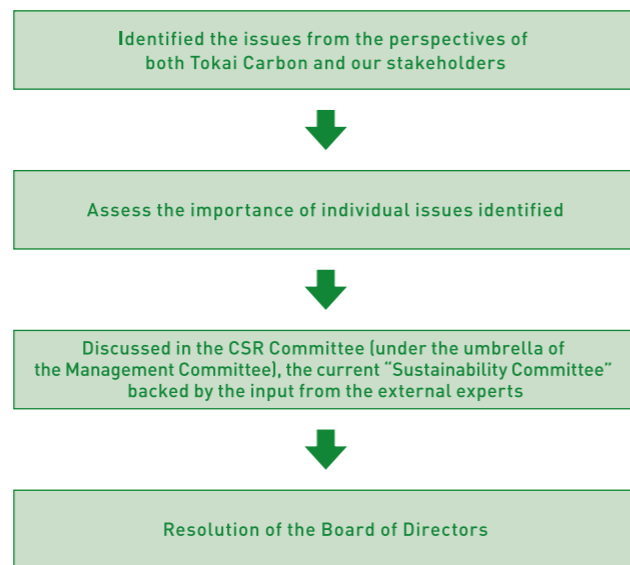 Identified the issues from the perspectives of
both Tokai Carbon and our stakeholders
Assess the importance of individual issues identified
Discussed in the CSR Committee (under the umbrella of
the Management Committee), the current “Sustainability Committee”
backed by the input from the external experts
Resolution of the Board of Directors